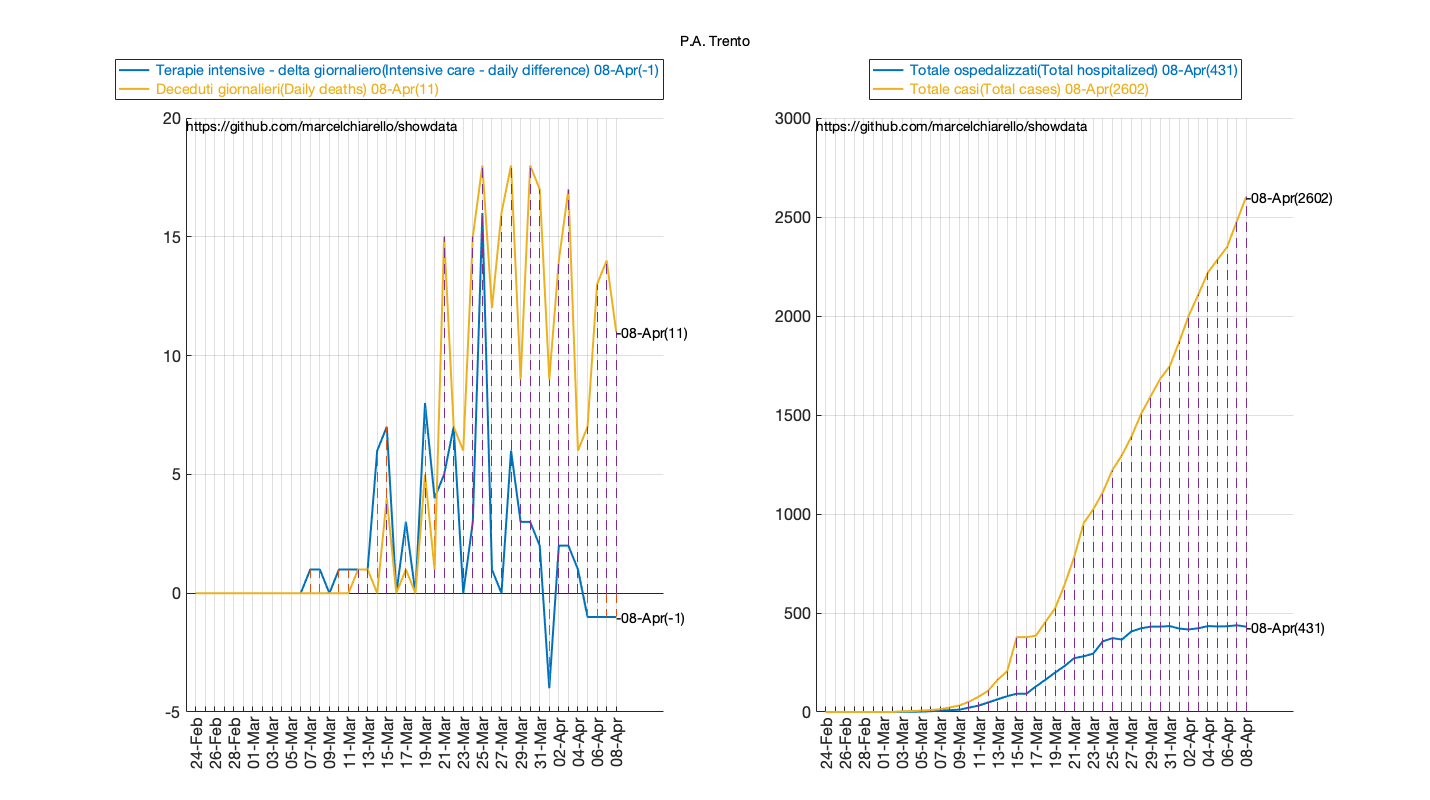 P.A. Trento
Terapie intensive - delta giornaliero(Intensive care - daily difference) 08-Apr(-1)
Deceduti giornalieri(Daily deaths) 08-Apr(11)
https://github.com/marcelchiarello/showdata
20
15
10
5
0
-5
-08-Apr(11)
-08-Apr(-1)
24-Feb
26-Feb
28-Feb
01-Mar
03-Mar
05-Mar
07-Mar
09-Mar
11-Mar
13-Mar
15-Mar
17-Mar
19-Mar
21-Mar
23-Mar
25-Mar
27-Mar
29-Mar
31-Mar
02-Apr
04-Apr
06-Apr
08-Apr
Totale ospedalizzati(Total hospitalized) 08-Apr(431)
Totale casi(Total cases) 08-Apr(2602)
https://github.com/marcelchiarello/showdata
3000
2500
2000
1500
1000
500
0
-08-Apr(2602)
-08-Apr(431)
24-Feb
26-Feb
28-Feb
01-Mar
03-Mar
05-Mar
07-Mar
09-Mar
11-Mar
13-Mar
15-Mar
17-Mar
19-Mar
21-Mar
23-Mar
25-Mar
27-Mar
29-Mar
31-Mar
02-Apr
04-Apr
06-Apr
08-Apr